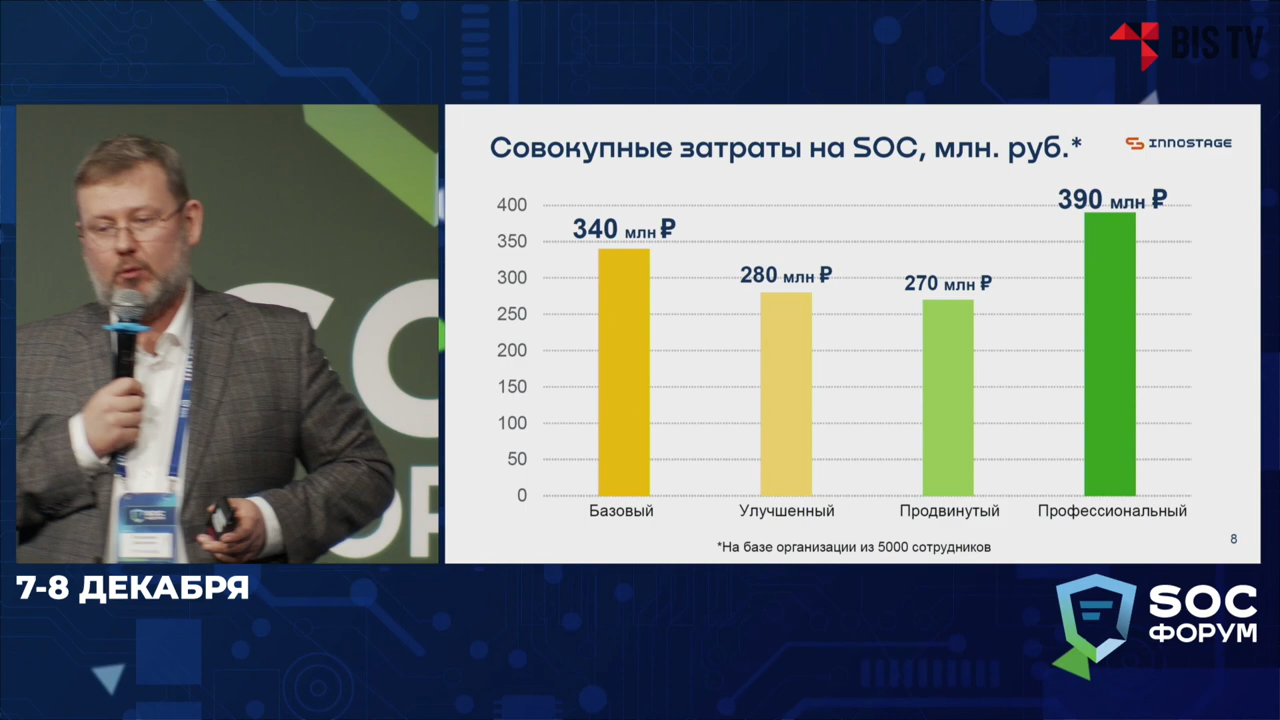 BIS TV
Совокупные затраты на SOC, млн. руб.*
INNOSTAGE
400
350
300
250
200
150
100
50
0
340 млн ₽
280 млн ₽
270 млн ₽
390 млн ₽
Базовый
Улучшенный
Продвинутый
Профессиональный
*На базе организации из 5000 сотрудников
8
7-8 ДЕКАБРЯ
SOC
ФОРУМ